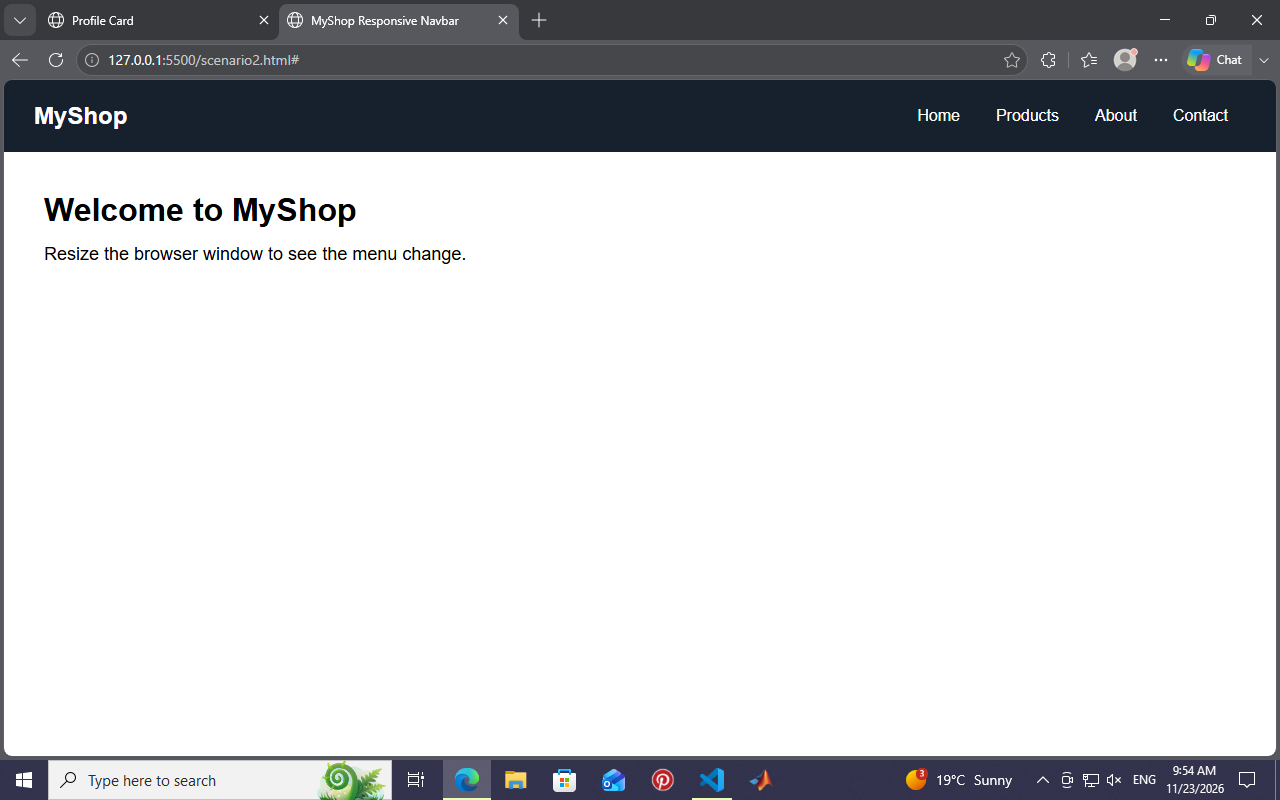 Profile Card
MyShop Responsive Navbar
127.0.0.1:5500/scenario2.html#
Chat
MyShop
Home
Products
About
Contact
Welcome to MyShop
Resize the browser window to see the menu change.
Type here to search
3
19°C Sunny
ENG
9:54 AM
11/23/2026